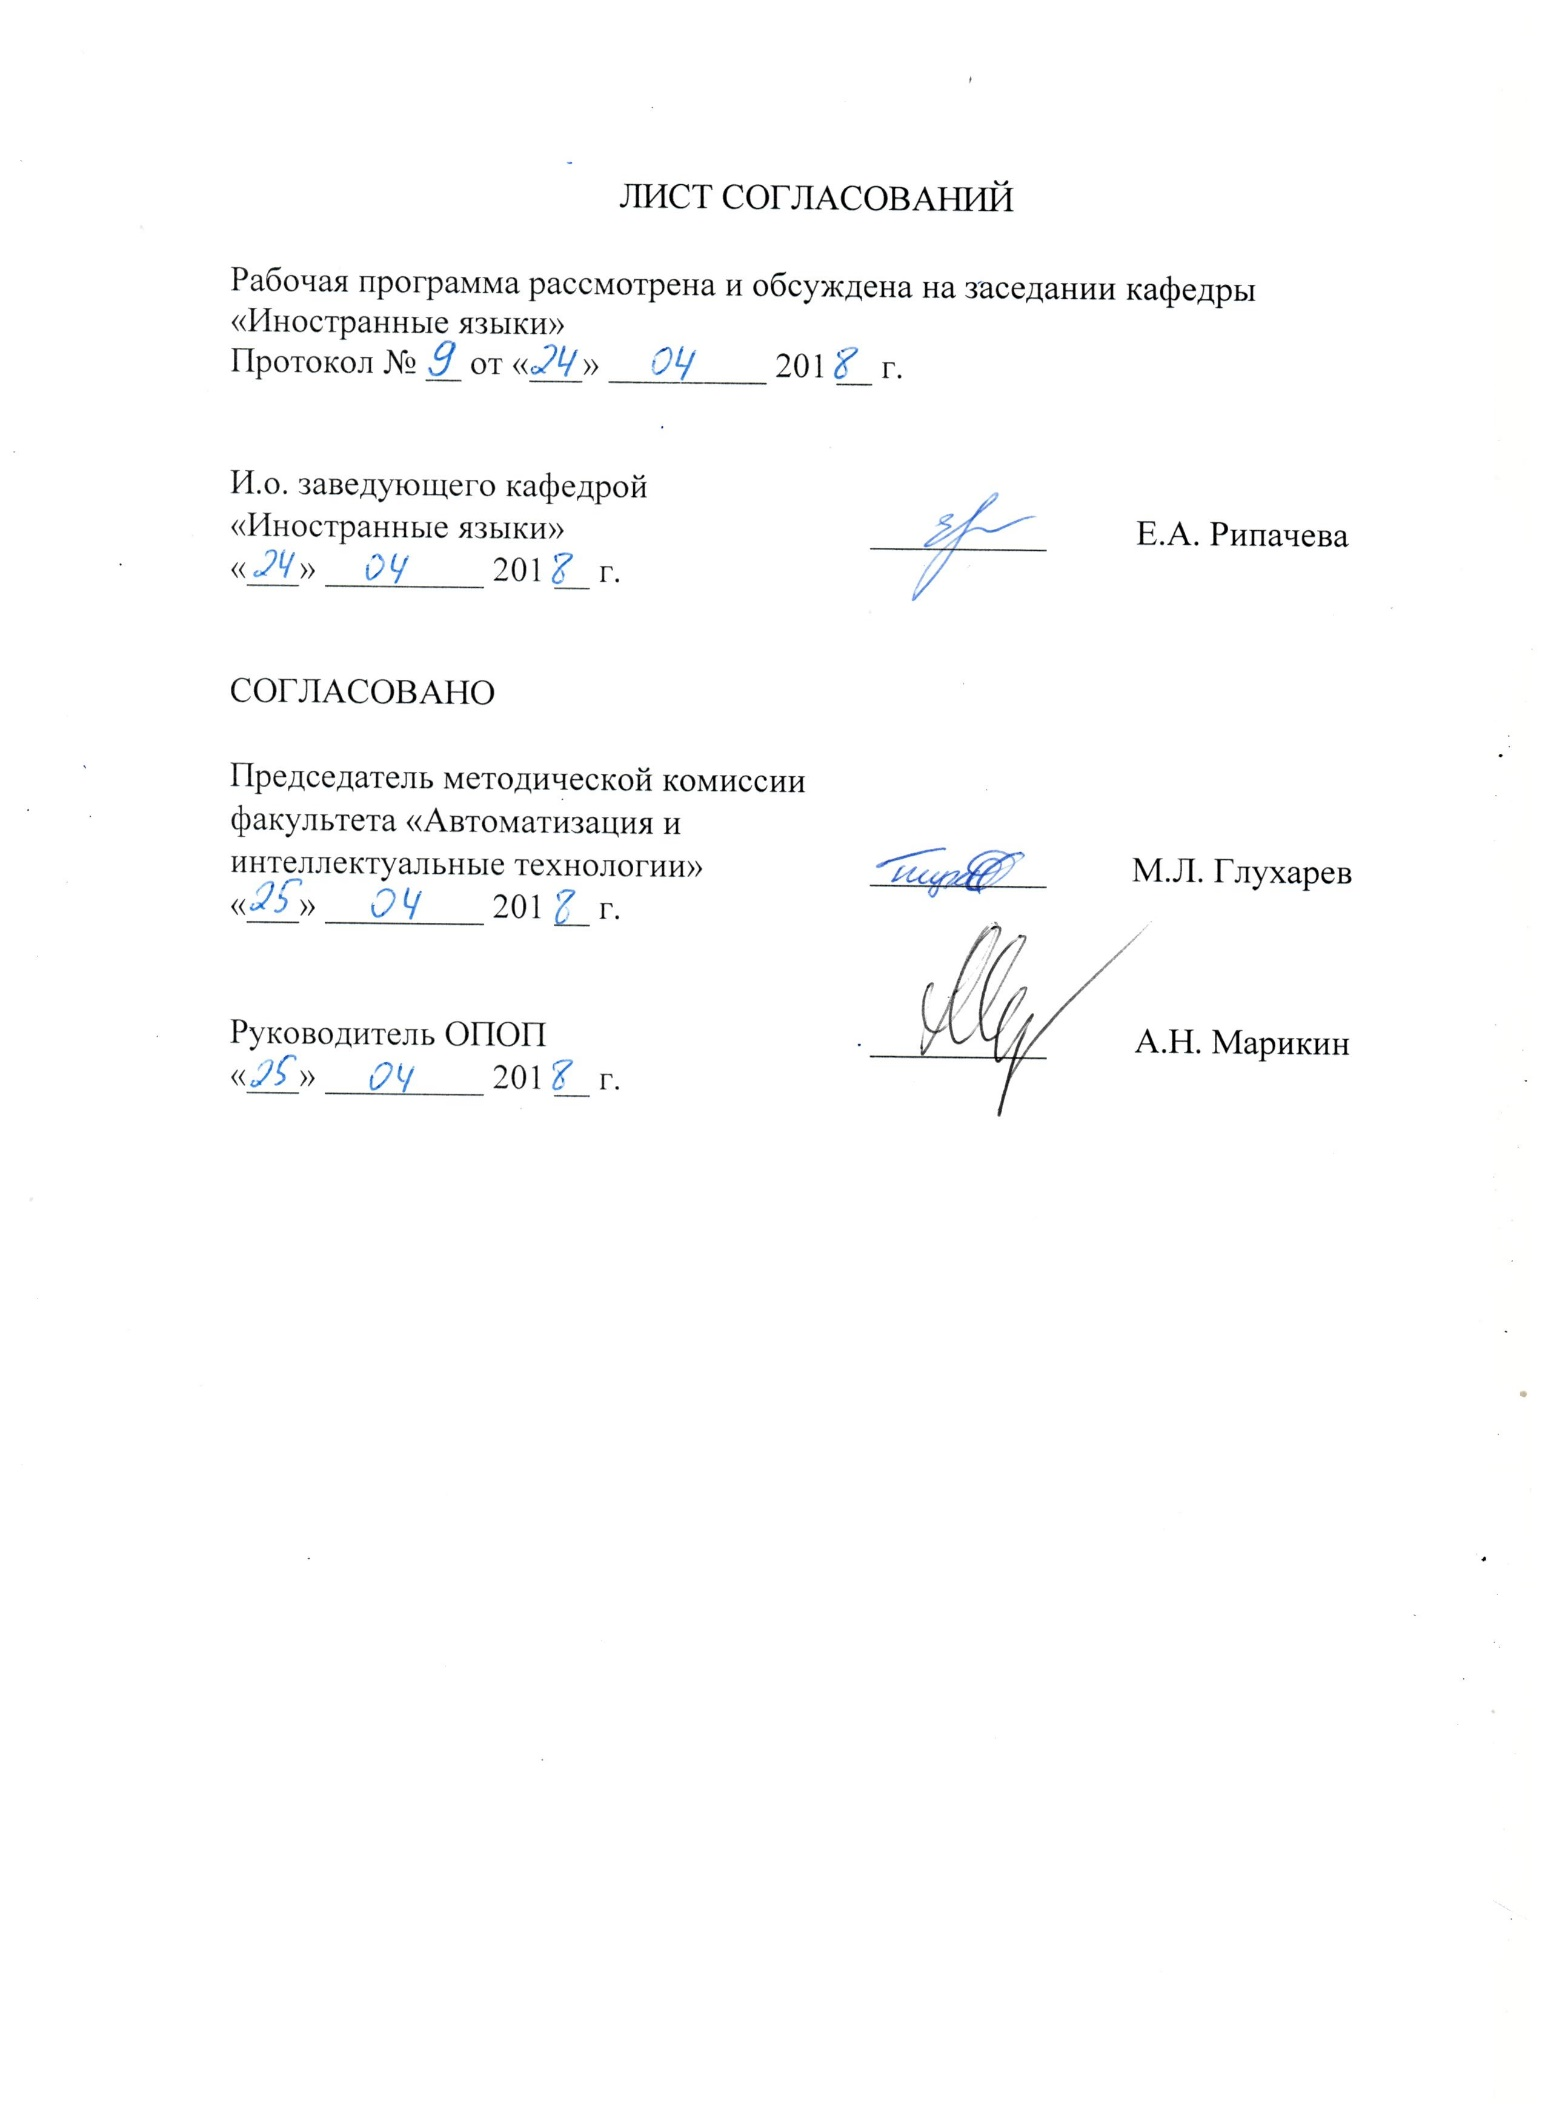 ЛИСТ СОГЛАСОВАНИЙ
Рабочая программа рассмотрена и обсуждена на заседании кафедры
«Иностранные языки»
Протокол № 9 от «24» 04 2018 г.
И.о. заведующего кафедрой
«Иностранные языки» Е.А. Рипачева
«24» 04 2018 г.
СОГЛАСОВАНО
Председатель методической комиссии
факультета «Автоматизация и
интеллектуальные технологии» М.Л. Глухарев
«25» 04 2018 г.
Руководитель ОПОП А.Н. Марикин
«25» 04 2018 г.